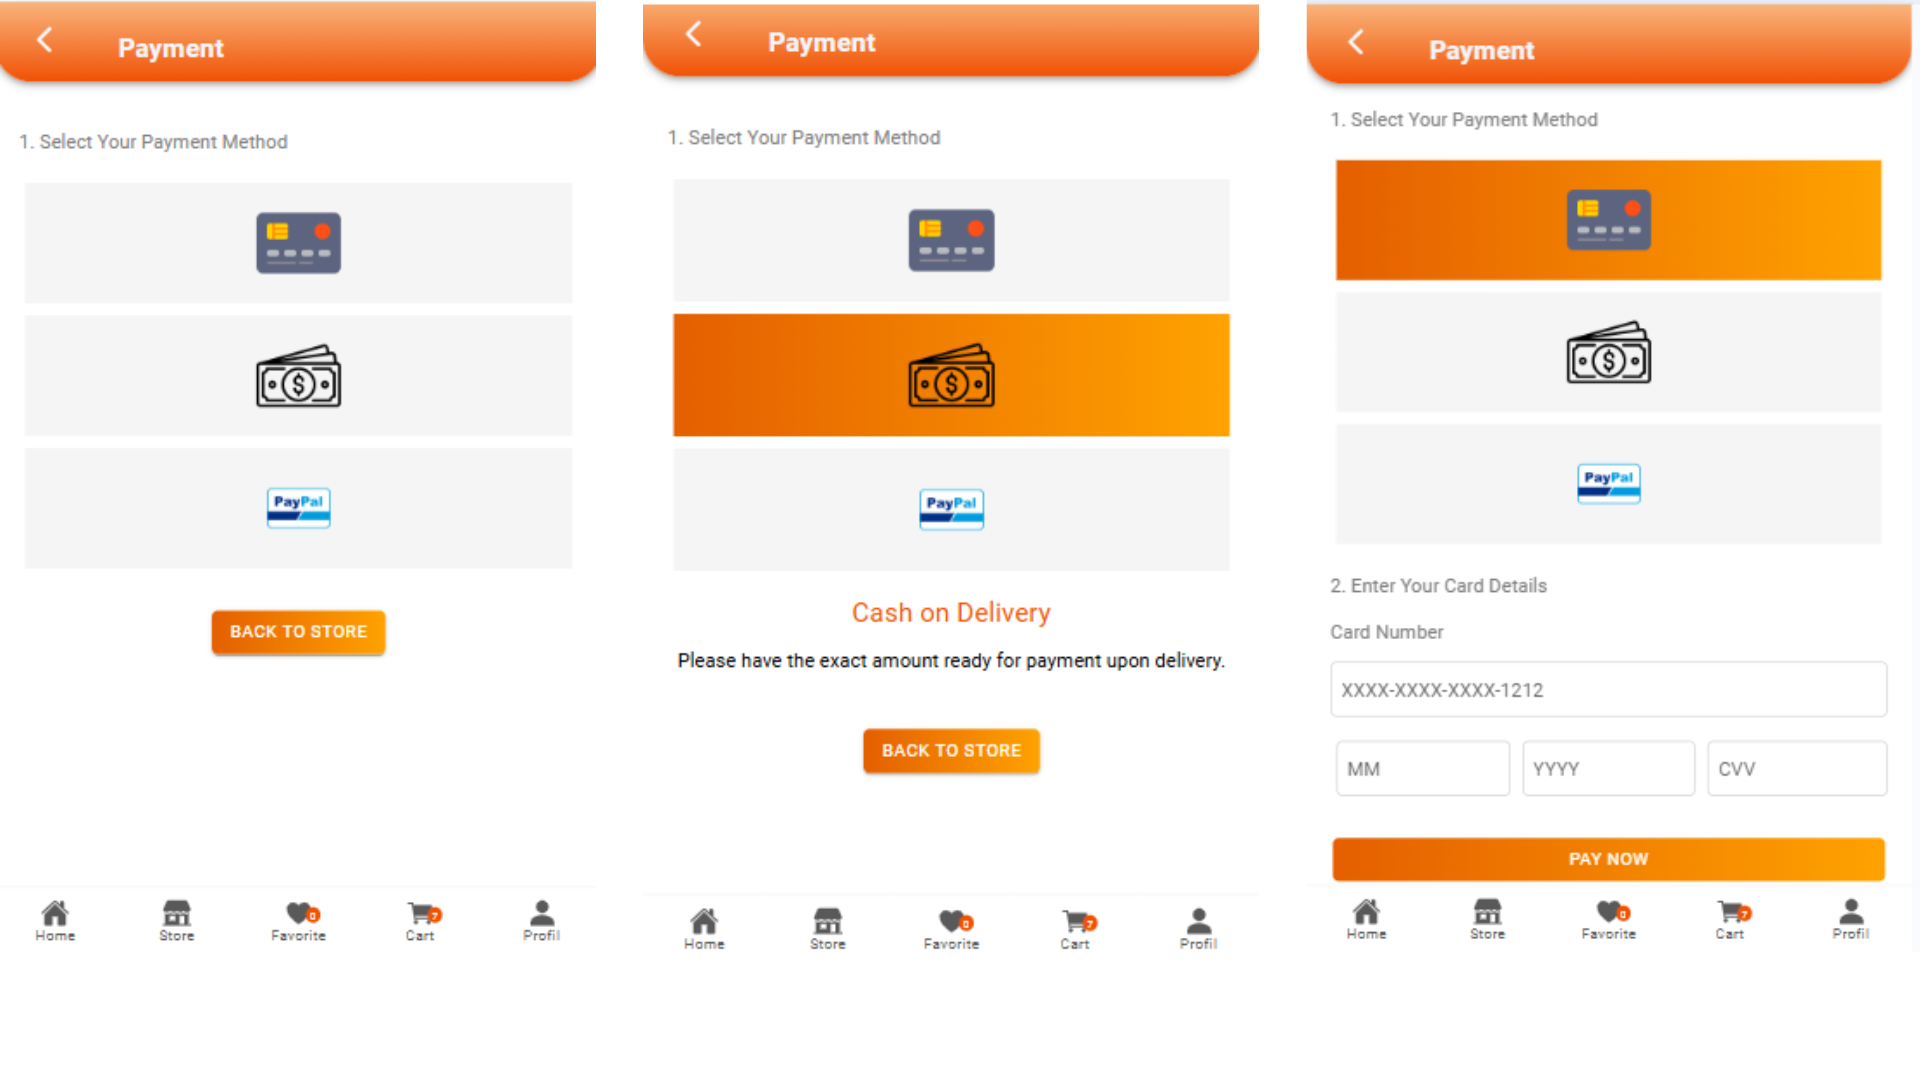 Payment
1. Select Your Payment Method
PayPal
BACK TO STORE
Home
Store
0
Favorite
7
Cart
Profil
Payment
1. Select Your Payment Method
PayPal
Cash on Delivery
Please have the exact amount ready for payment upon delivery.
BACK TO STORE
Home
Store
0
Favorite
7
Cart
Profil
Payment
1. Select Your Payment Method
PayPal
2. Enter Your Card Details
Card Number
XXXX-XXXX-XXXX-1212
MM YYYY CVV
PAY NOW
Home
Store
0
Favorite
7
Cart
Profil